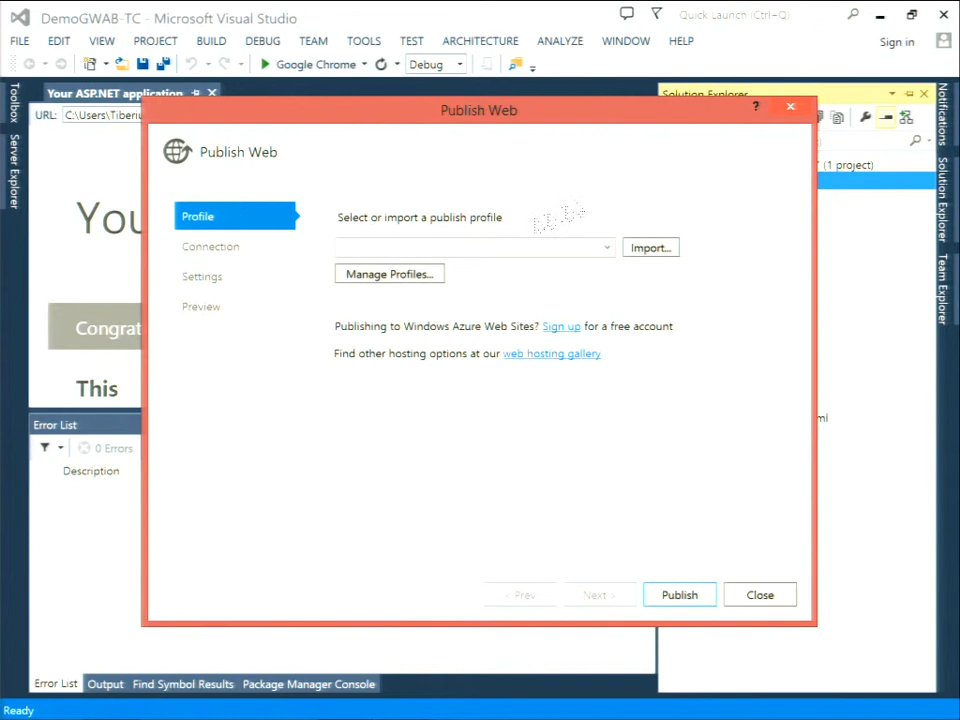 DemoGWAB-TC - Microsoft Visual Studio
Quick Launch (Ctrl+Q)
FILE EDIT VIEW PROJECT BUILD DEBUG TEAM TOOLS TEST ARCHITECTURE ANALYZE WINDOW HELP
Sign in
Google Chrome Debug
Toolbox
Server Explorer
Your ASP.NET application
URL: C:\Users\Tiberiu
You
Congrat
This
Solution Explorer
(1 project)
ml
Notifications
Solution Explorer
Team Explorer
Publish Web
?
Publish Web
Profile
Connection
Settings
Preview
Select or import a publish profile
Import...
Manage Profiles...
Publishing to Windows Azure Web Sites? Sign up for a free account
Find other hosting options at our web hosting gallery
< Prev Next > Publish Close
Error List
0 Errors
Description
Error List Output Find Symbol Results Package Manager Console
Ready